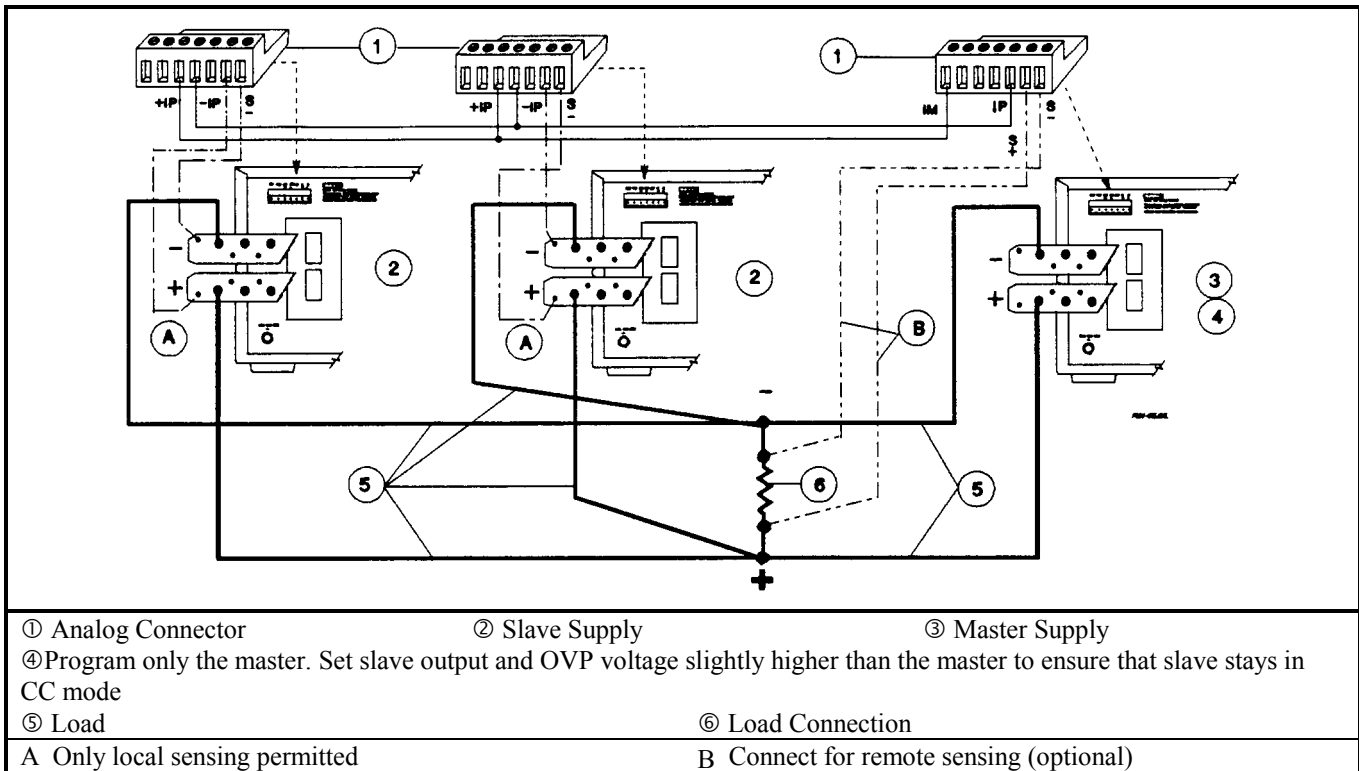 1 1 1
+IP -IP S -
+IP -IP S -
IM IP S -
S +
- - -
+ + +
2 2 3
4
A A B
-
5 6 5
+
① Analog Connector ② Slave Supply ③ Master Supply
④Program only the master. Set slave output and OVP voltage slightly higher than the master to ensure that slave stays in
CC mode
⑤ Load ⑥ Load Connection
A Only local sensing permitted B Connect for remote sensing (optional)